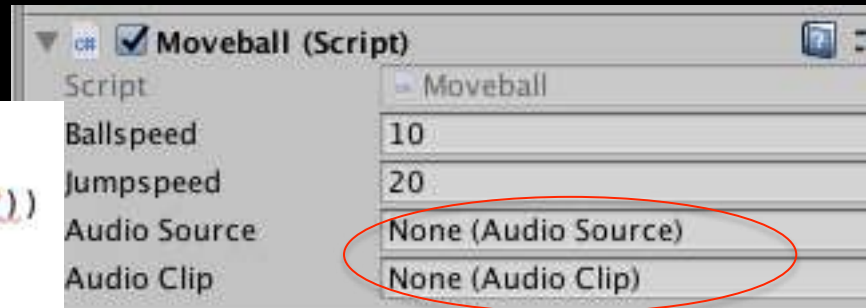 c# Moveball (Script)
Script Moveball
Ballspeed 10
)) Jumpspeed 20
Audio Source None (Audio Source)
Audio Clip None (Audio Clip)